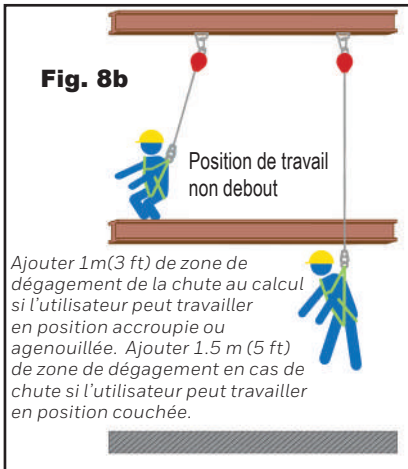 Fig. 8b
Position de travail
non debout
Ajouter 1m(3 ft) de zone de
dégagement de la chute au calcul
si l'utilisateur peut travailler
en position accroupie ou
agenouillée. Ajouter 1.5 m (5 ft)
de zone de dégagement en cas de
chute si l'utilisateur peut travailler
en position couchée.